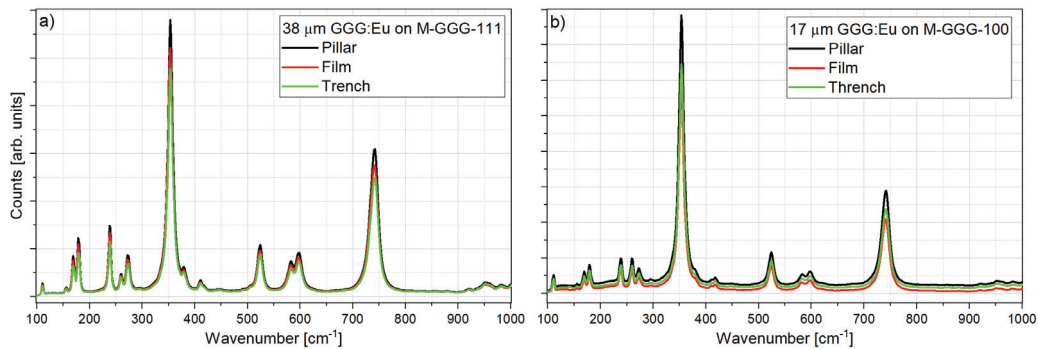 a)
38 μm GGG:Eu on M-GGG-111
Pillar
Film
Trench
Counts [arb. units]
100 200 300 400 500 600 700 800 900 1000
Wavenumber [cm-1]
b)
17 μm GGG:Eu on M-GGG-100
Pillar
Film
Thrench
100 200 300 400 500 600 700 800 900 1000
Wavenumber [cm-1]